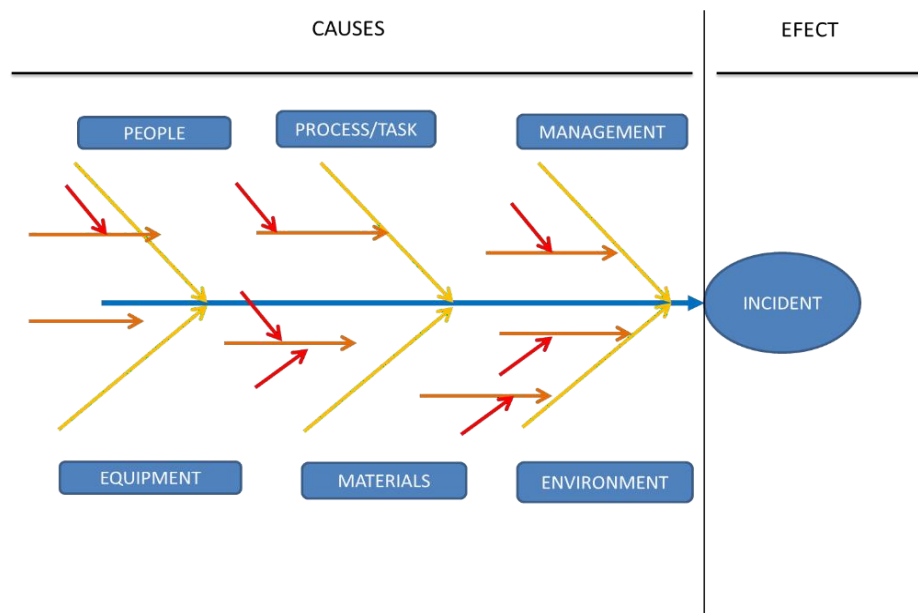 CAUSES
EFECT
PEOPLE
PROCESS/TASK
MANAGEMENT
INCIDENT
EQUIPMENT
MATERIALS
ENVIRONMENT